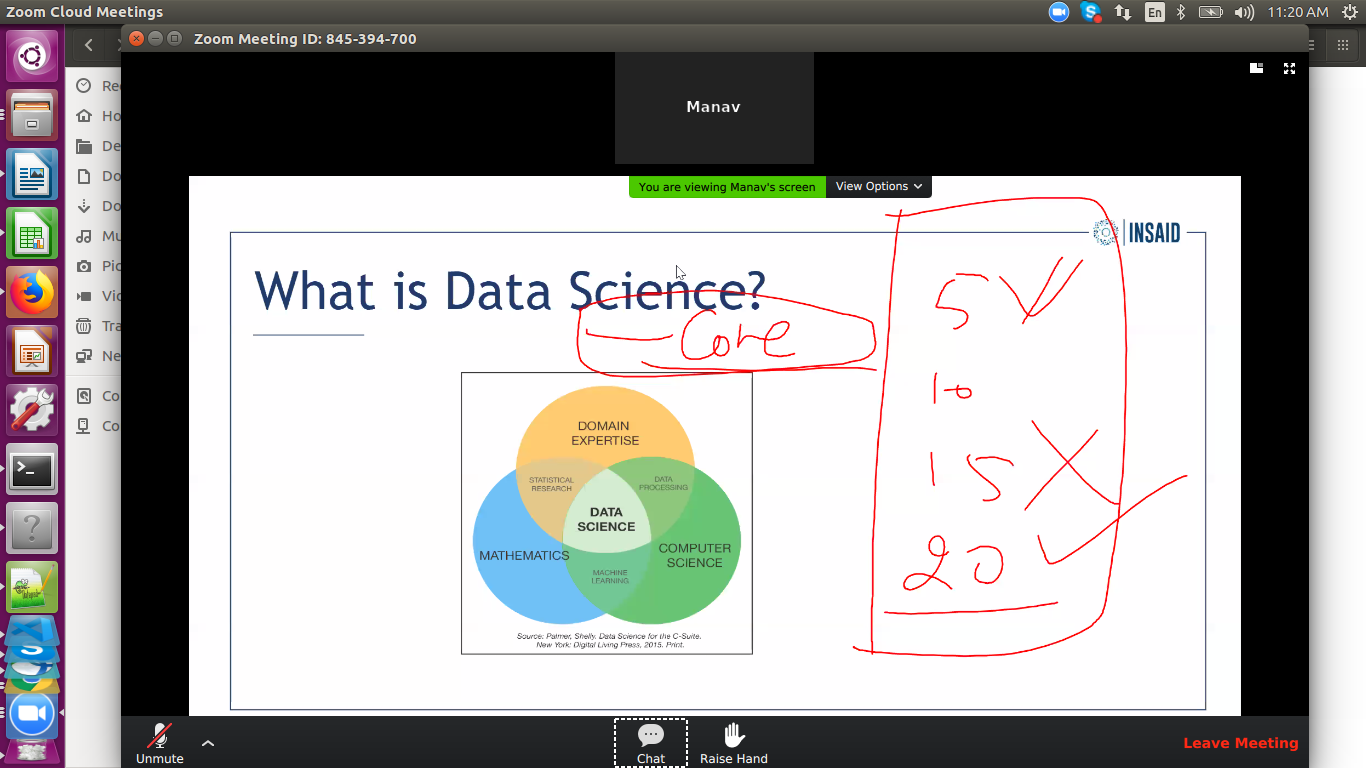 Zoom Cloud Meetings
En
11:20 AM
Zoom Meeting ID: 845-394-700
Re
Ho
De
Do
Do
Mu
Pic
Vic
Tra
Ne
Co
Co
Manav
You are viewing Manav's screen
View Options
INSAID
What is Data Science?
Core
5
10
15
20
DOMAIN
EXPERTISE
STATISTICAL
RESEARCH
DATA
PROCESSING
DATA
SCIENCE
MATHEMATICS
COMPUTER
SCIENCE
MACHINE
LEARNING
Source: Palmer, Shelly. Data Science for the C-Suite.
New York: Digital Living Press, 2015. Print.
Unmute
Chat
Raise Hand
Leave Meeting